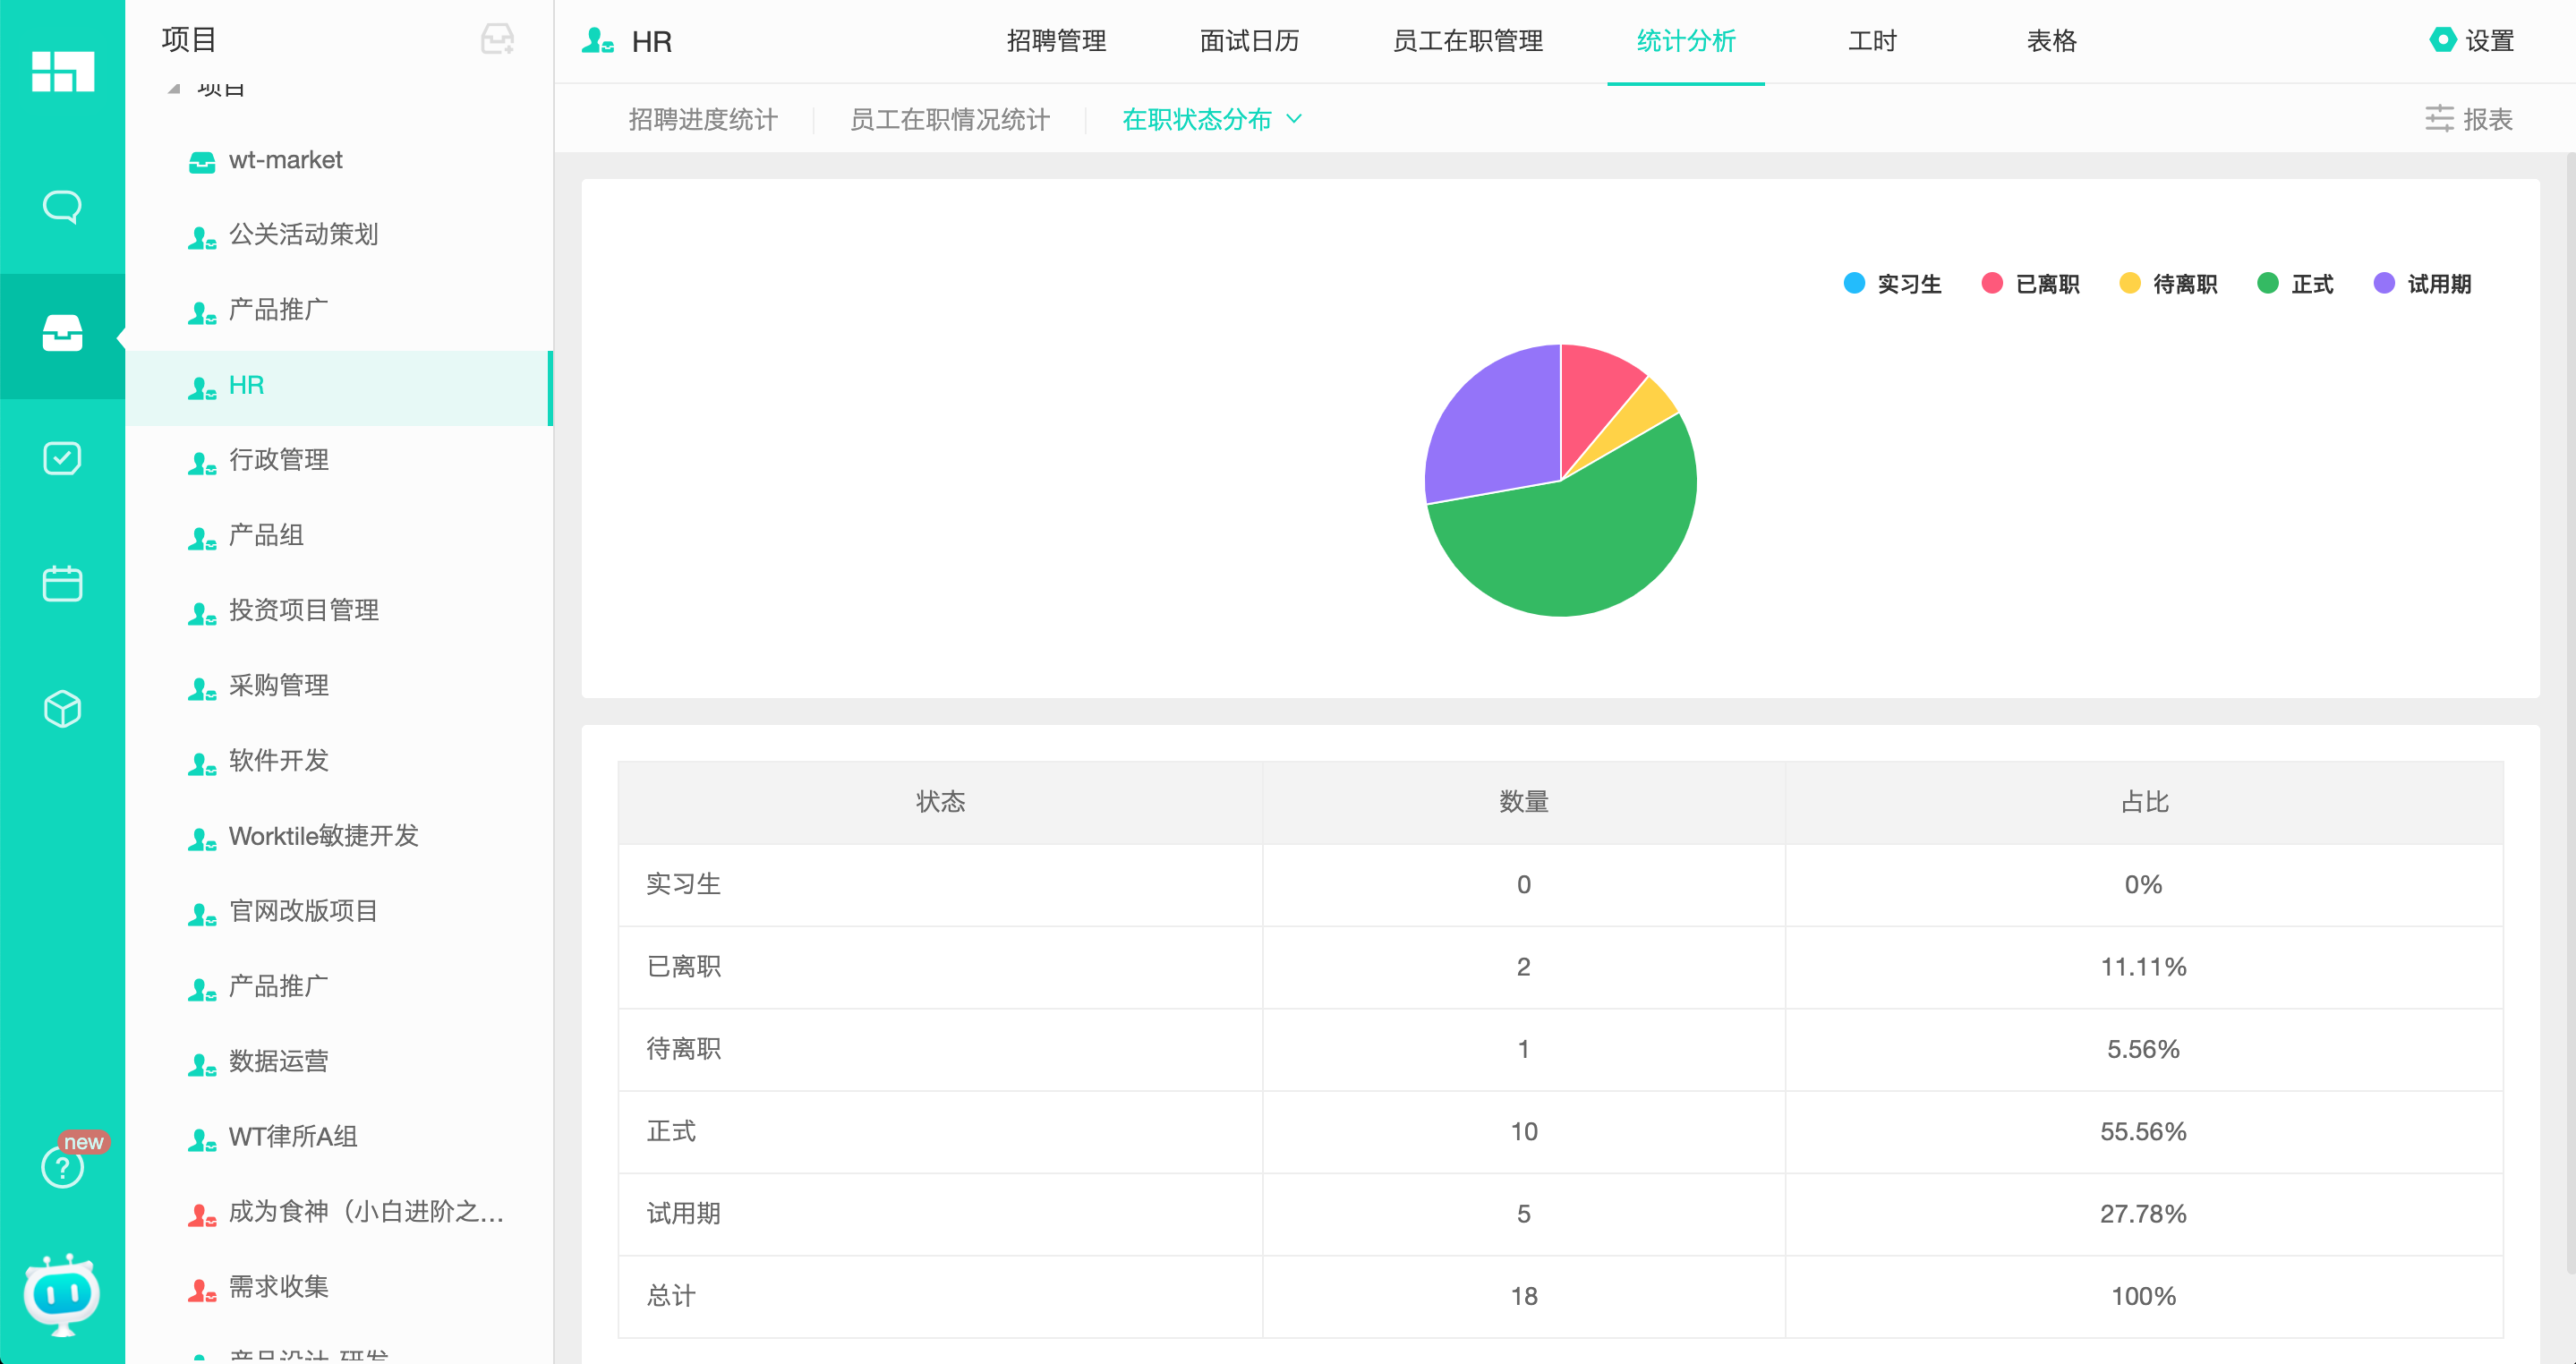 项目
项目
wt-market
公关活动策划
产品推广
HR
行政管理
产品组
投资项目管理
采购管理
软件开发
Worktile敏捷开发
官网改版项目
产品推广
数据运营
WT律所A组
成为食神（小白进阶之...
需求收集
产品设计-研发
new
HR 招聘管理 面试日历 员工在职管理 统计分析 工时 表格 设置
招聘进度统计 员工在职情况统计 在职状态分布 报表
实习生 已离职 待离职 正式 试用期
状态 数量 占比
实习生 0 0%
已离职 2 11.11%
待离职 1 5.56%
正式 10 55.56%
试用期 5 27.78%
总计 18 100%